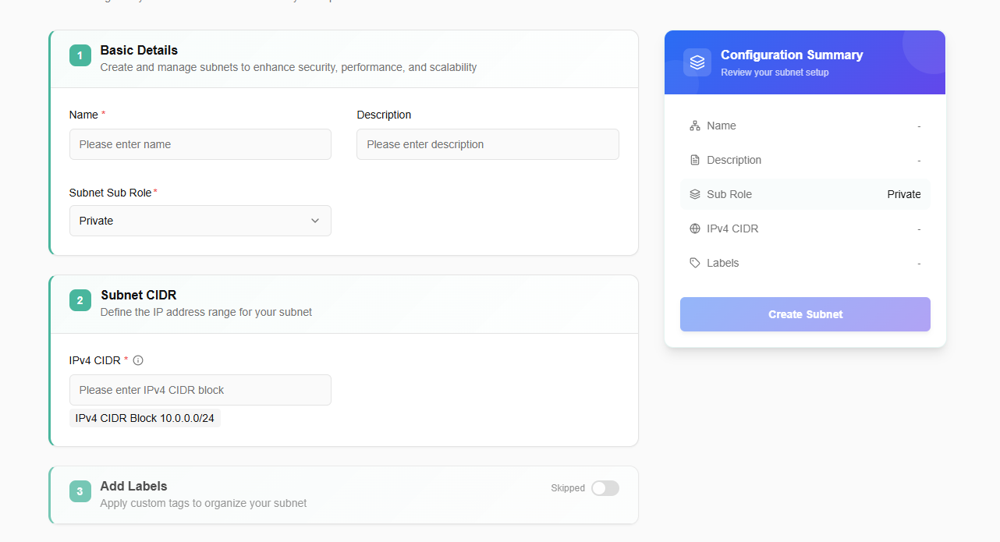 1
Basic Details
Create and manage subnets to enhance security, performance, and scalability
Name *
Description
Please enter name
Please enter description
Subnet Sub Role*
Private
2
Subnet CIDR
Define the IP address range for your subnet
IPv4 CIDR *
Please enter IPv4 CIDR block
IPv4 CIDR Block 10.0.0.0/24
3
Add Labels
Apply custom tags to organize your subnet
Skipped
Configuration Summary
Review your subnet setup
Name -
Description -
Sub Role Private
IPv4 CIDR -
Labels -
Create Subnet